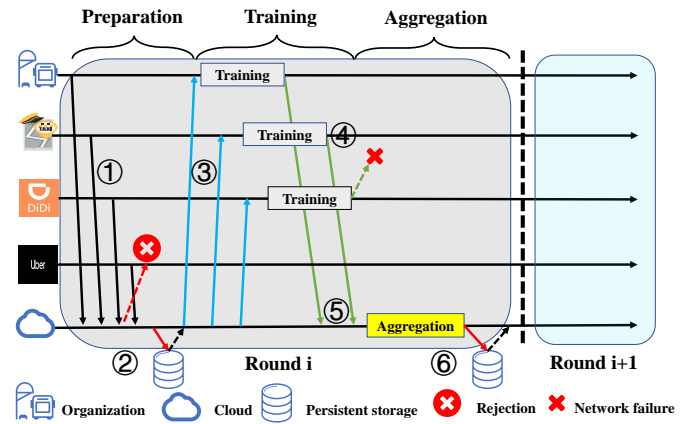 Preparation Training Aggregation
Training
TAXI
① ③ Training ④
DiDi
Training
Uber
⑤
Aggregation
② ⑥
Round i Round i+1
Organization Cloud Persistent storage Rejection Network failure